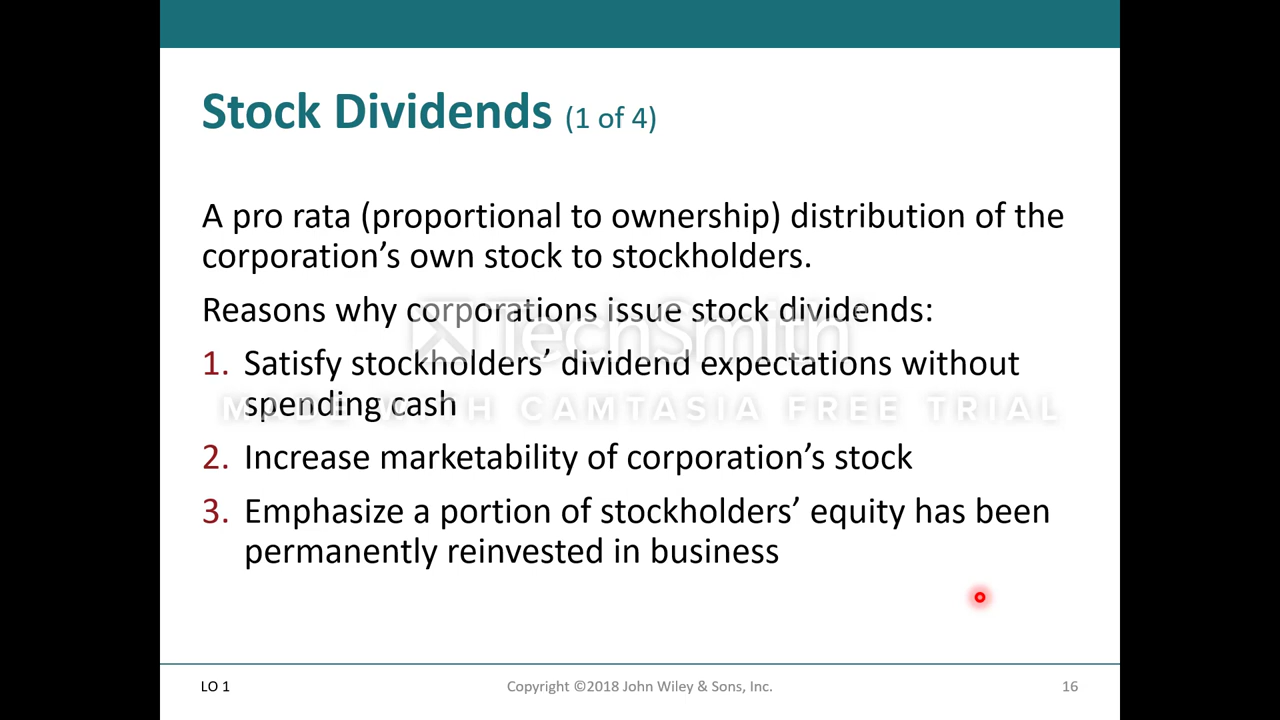 Stock Dividends (1 of 4)
A pro rata (proportional to ownership) distribution of the
corporation’s own stock to stockholders.
Reasons why corporations issue stock dividends:
1. Satisfy stockholders’ dividend expectations without
spending cash
2. Increase marketability of corporation’s stock
3. Emphasize a portion of stockholders’ equity has been
permanently reinvested in business
TechSmith
MADE WITH CAMTASIA FREE TRIAL
LO 1
Copyright ©2018 John Wiley & Sons, Inc.
16